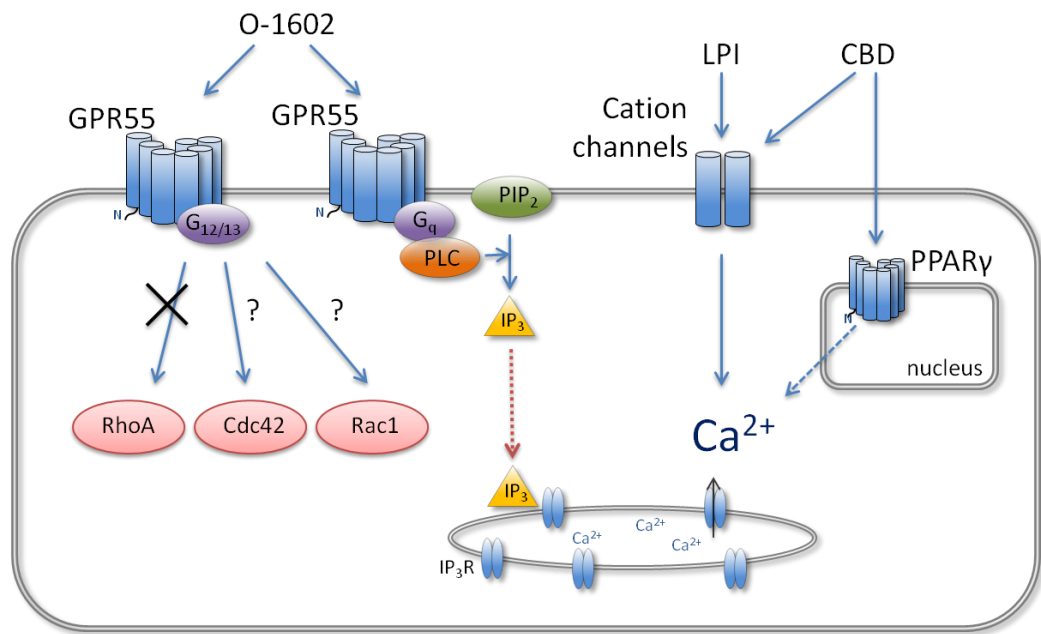 O-1602
LPI
CBD
GPR55
GPR55
Cation
channels
N
G12/13
N
Gq
PLC
PIP2
PPARγ
N
nucleus
?
?
IP3
RhoA
Cdc42
Rac1
Ca2+
IP3
Ca2+
Ca2+
Ca2+
IP3R